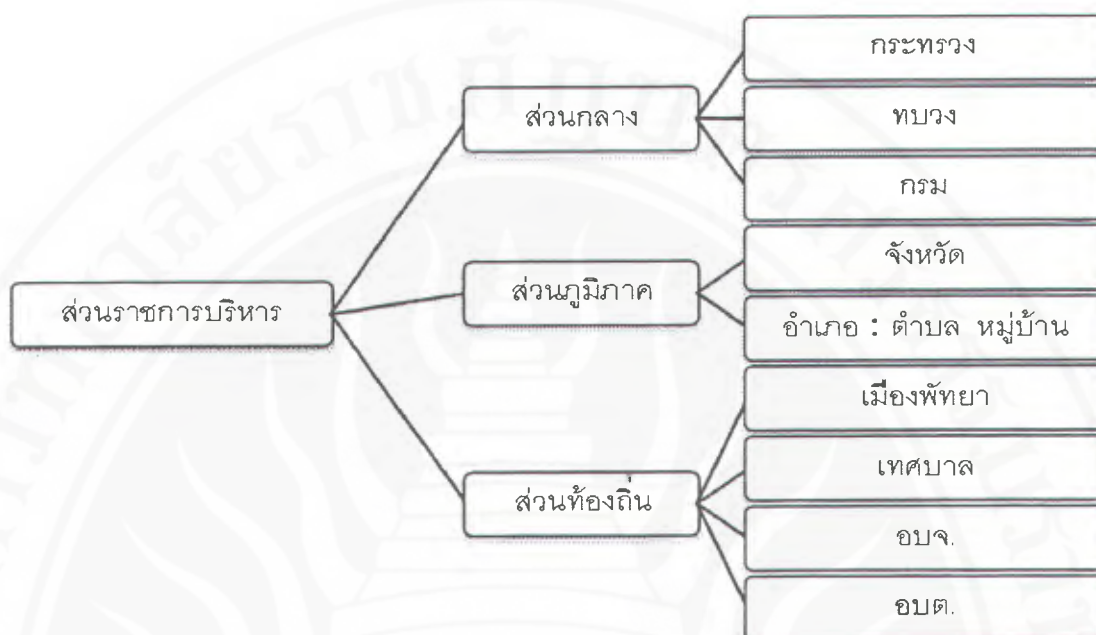 ส่วนราชการบริหาร
ส่วนกลาง
กระทรวง
ทบวง
กรม
ส่วนภูมิภาค
จังหวัด
อำเภอ : ตำบล หมู่บ้าน
ส่วนท้องถิ่น
เมืองพัทยา
เทศบาล
อบจ.
อบต.